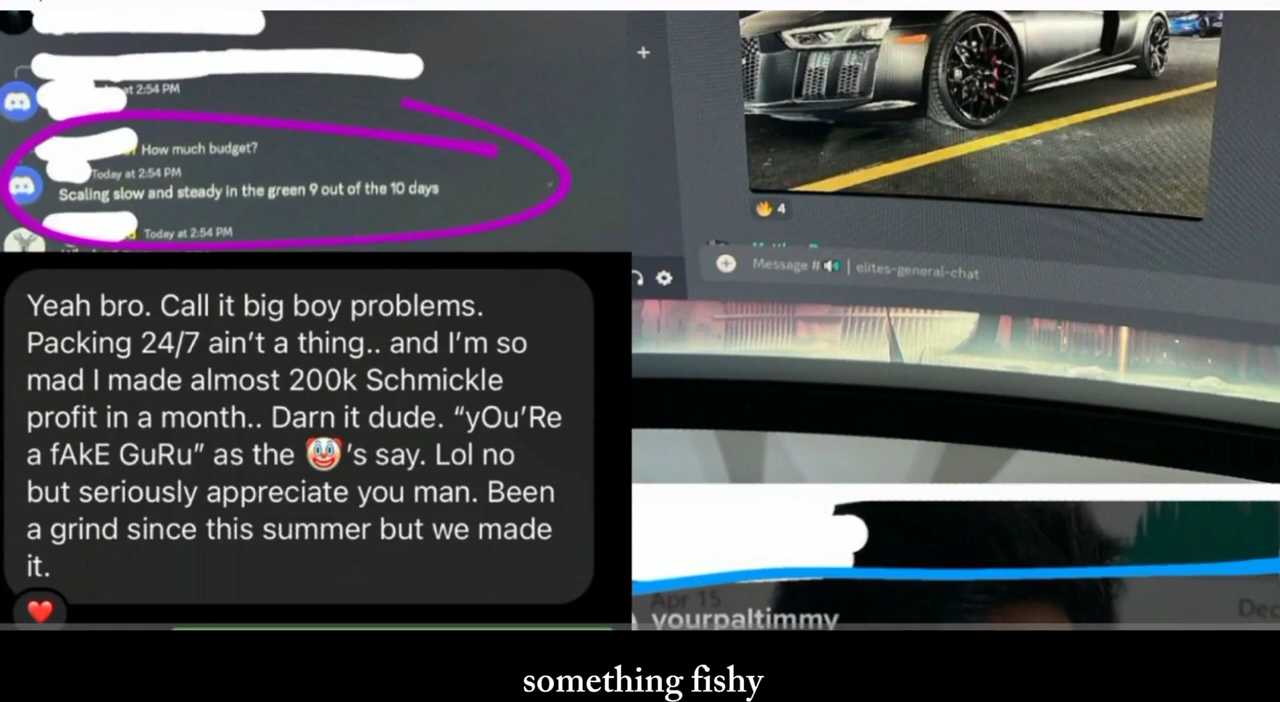 at 2:54 PM
How much budget?
Today at 2:54 PM
Scaling slow and steady in the green 9 out of the 10 days
Today at 2:54 PM
Yeah bro. Call it big boy problems.
Packing 24/7 ain't a thing.. and I'm so
mad I made almost 200k Schmickle
profit in a month.. Darn it dude. “yOu'Re
a fAkE GuRu” as the 🤡's say. Lol no
but seriously appreciate you man. Been
a grind since this summer but we made
it.
4
Message # | elites-general-chat
Apr 15
Dec
yourpaltimmy
something fishy